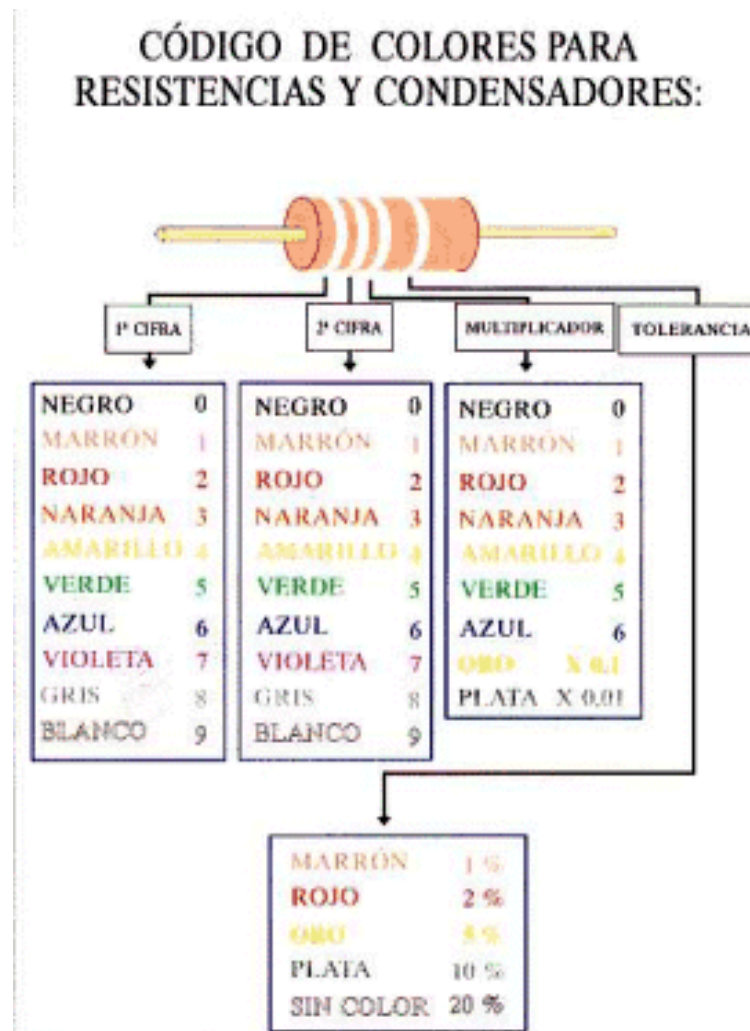 CÓDIGO DE COLORES PARA
RESISTENCIAS Y CONDENSADORES:
1ª CIFRA
2ª CIFRA
MULTIPLICADOR
TOLERANCIA
NEGRO 0
MARRÓN 1
ROJO 2
NARANJA 3
AMARILLO 4
VERDE 5
AZUL 6
VIOLETA 7
GRIS 8
BLANCO 9
NEGRO 0
MARRÓN 1
ROJO 2
NARANJA 3
AMARILLO 4
VERDE 5
AZUL 6
VIOLETA 7
GRIS 8
BLANCO 9
NEGRO 0
MARRÓN 1
ROJO 2
NARANJA 3
AMARILLO 4
VERDE 5
AZUL 6
ORO X 0.1
PLATA X 0.01
MARRÓN 1 %
ROJO 2 %
ORO 5 %
PLATA 10 %
SIN COLOR 20 %